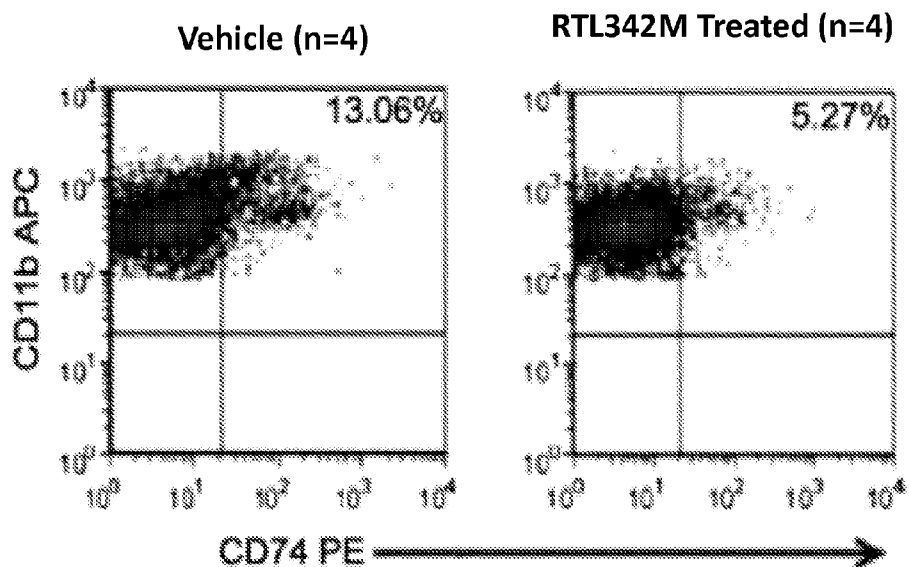 Vehicle (n=4)
RTL342M Treated (n=4)
13.06%
5.27%
CD11b APC
10⁴
10³
10²
10¹
10⁰
10⁰ 10¹ 10² 10³ 10⁴
10⁴
10³
10²
10¹
10⁰
10⁰ 10¹ 10² 10³ 10⁴
CD74 PE